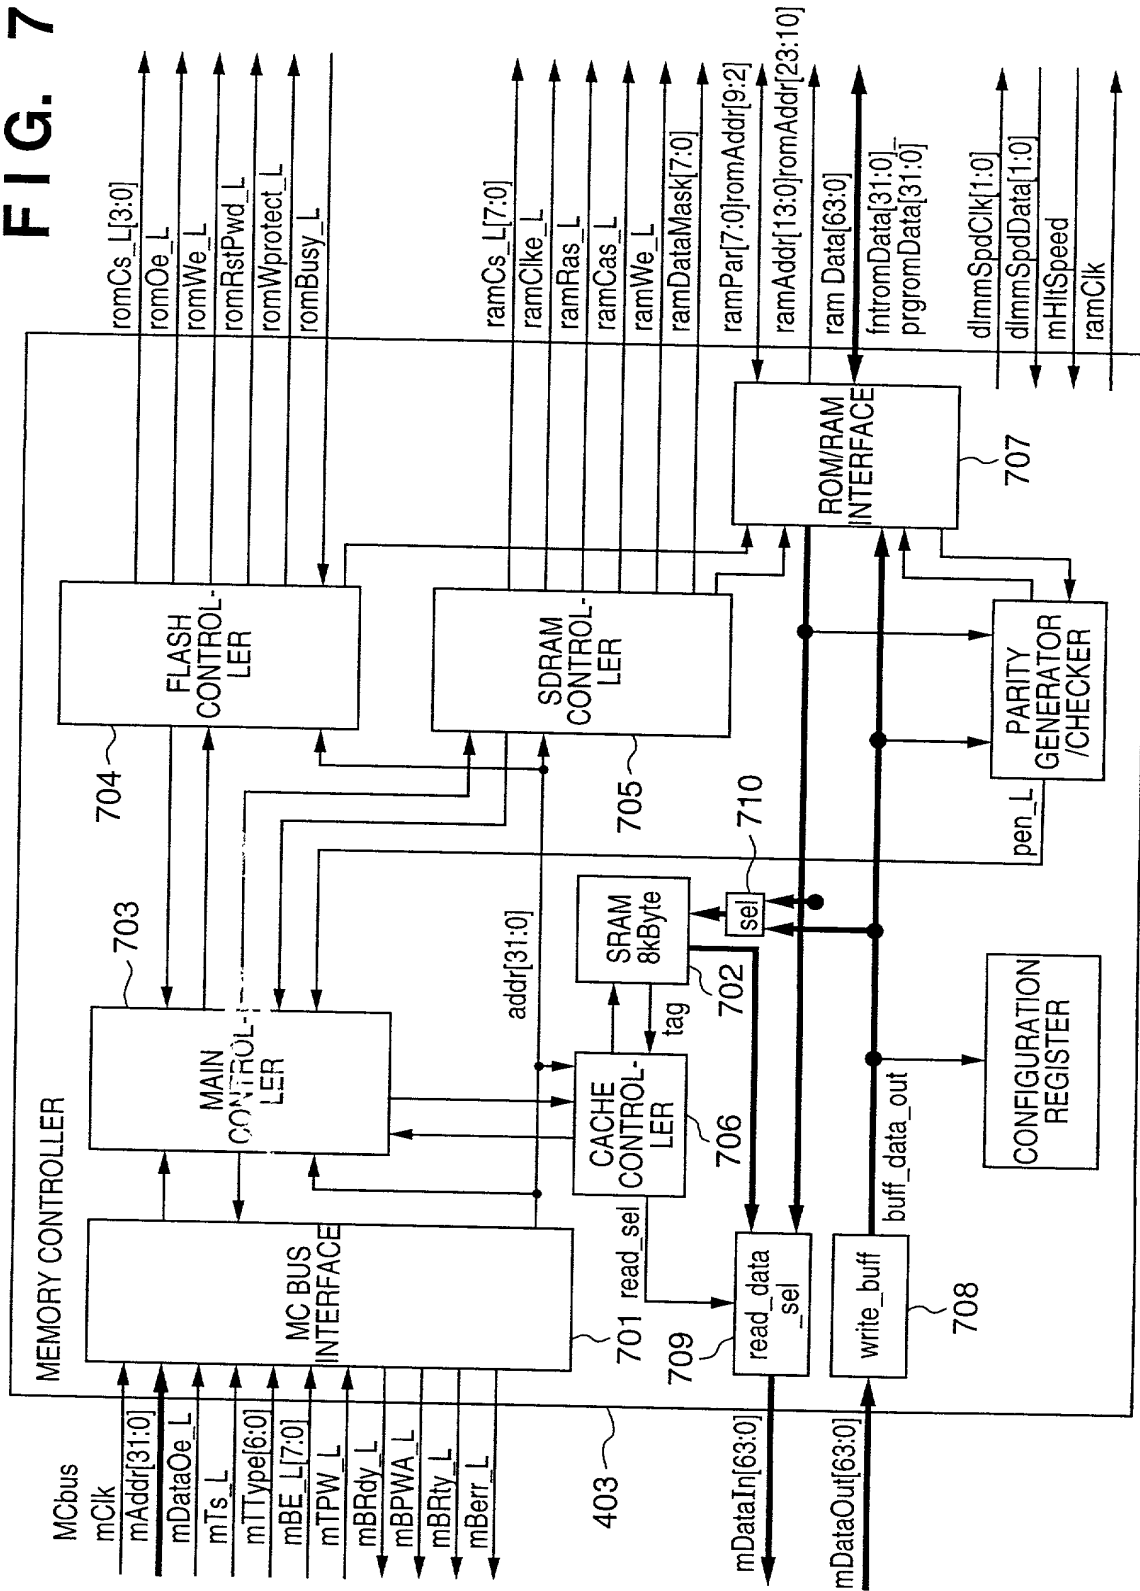 FIG. 7
MEMORY CONTROLLER
MCbus
mClk
mAddr[31:0]
mDataOe_L
mTs_L
mTType[6:0]
mBE_L[7:0]
mTPW_L
mBRdy_L
mBPWA_L
mBRty_L
mBerr_L
403
mDataIn[63:0]
mDataOut[63:0]
MC BUS
INTERFACE
701
read_sel
709
read_data
_sel
write_buff
708
buff_data_out
MAIN
CONTROL-
LER
703
addr[31:0]
CACHE
CONTROL-
LER
706
tag
SRAM
8kByte
702
sel
710
CONFIGURATION
REGISTER
FLASH
CONTROL-
LER
704
SDRAM
CONTROL-
LER
705
pen_L
PARITY
GENERATOR
/CHECKER
ROM/RAM
INTERFACE
707
romCs_L[3:0]
romOe_L
romWe_L
romRstPwd_L
romWprotect_L
romBusy_L
ramCs_L[7:0]
ramClke_L
ramRas_L
ramCas_L
ramWe_L
ramDataMask[7:0]
ramPar[7:0]romAddr[9:2]
ramAddr[13:0]romAddr[23:10]
ram Data[63:0]
fntromData[31:0]_
prgromData[31:0]
dImmSpdClk[1:0]
dImmSpdData[1:0]
mHltSpeed
ramClk